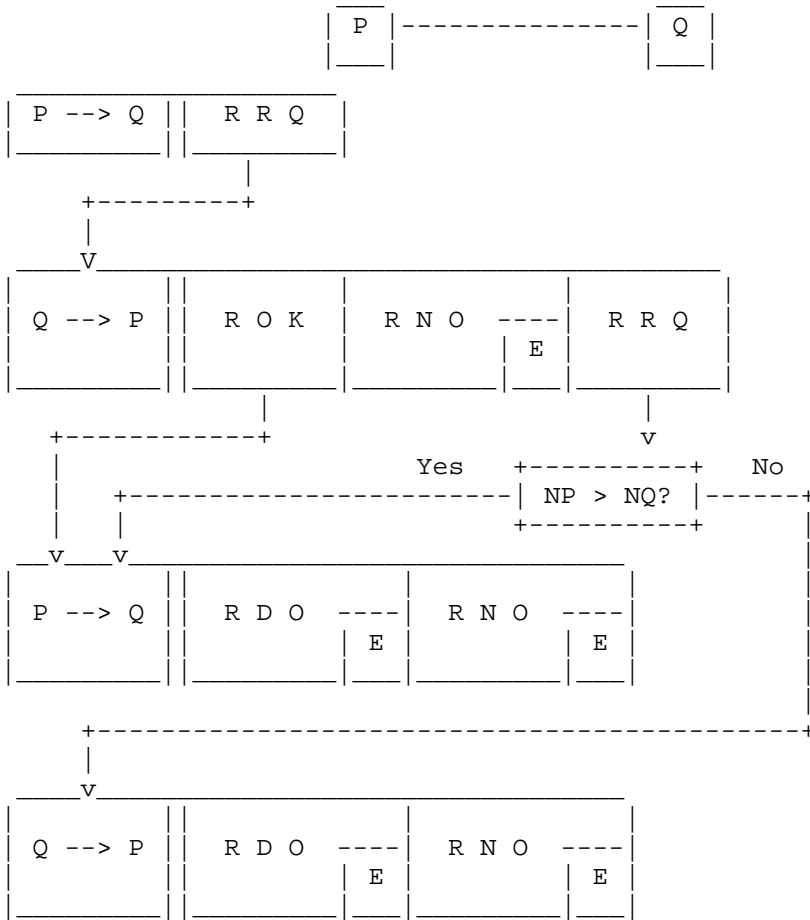 P Q
P --> Q R R Q
Q --> P R O K R N O R R Q
E
Yes No
NP > NQ?
P --> Q R D O R N O
E E
Q --> P R D O R N O
E E